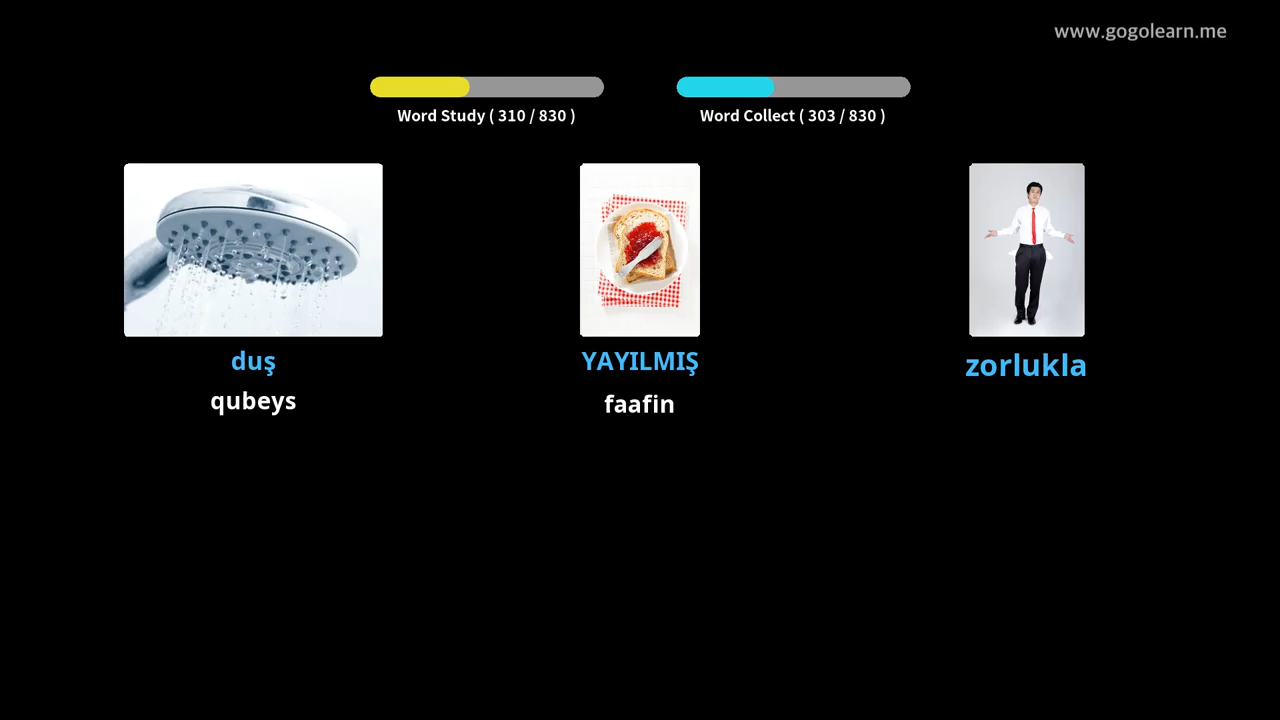 www.gogolearn.me
Word Study ( 310 / 830 )
Word Collect ( 303 / 830 )
duş
YAYILMIŞ
zorlukla
qubeys
faafin